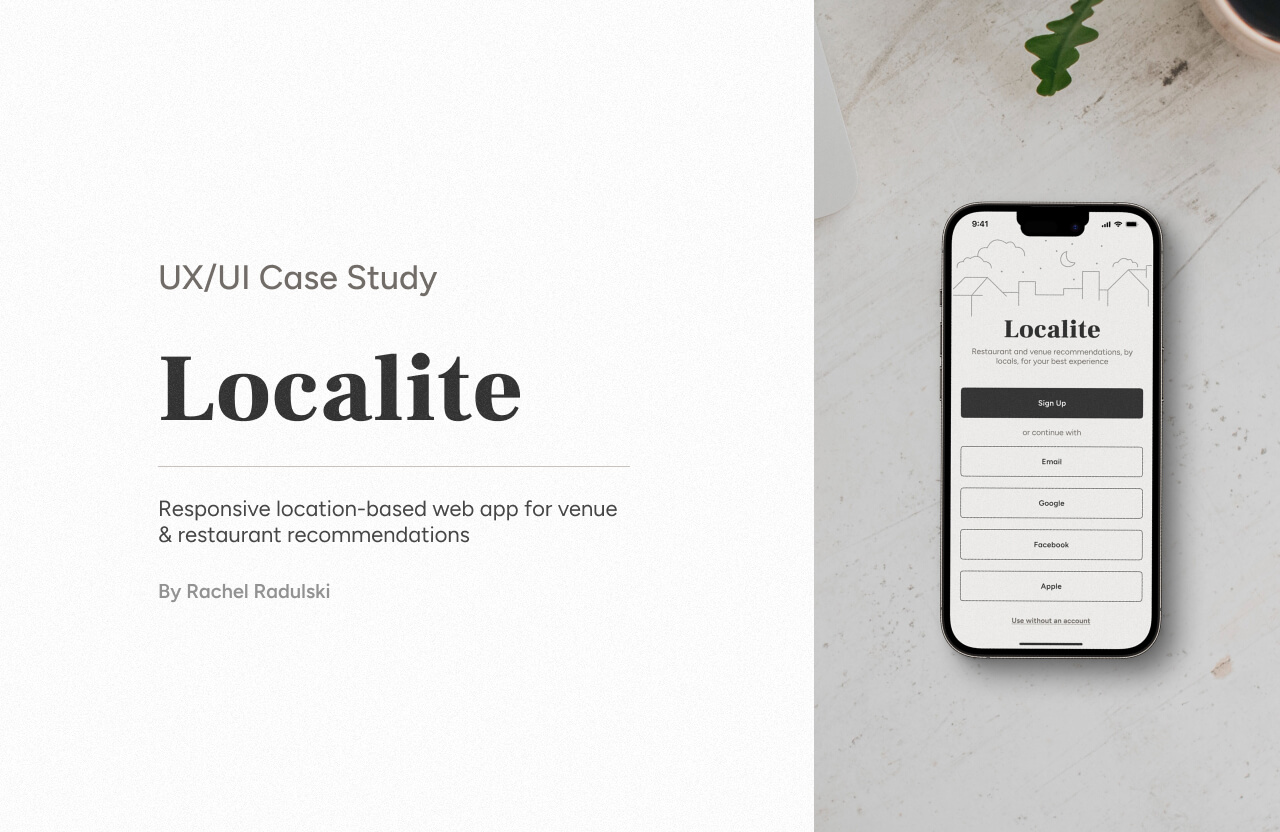 UX/UI Case Study
Localite
Responsive location-based web app for venue
& restaurant recommendations
By Rachel Radulski
9:41
Localite
Restaurant and venue recommendations, by
locals, for your best experience
Sign Up
or continue with
Email
Google
Facebook
Apple
Use without an account